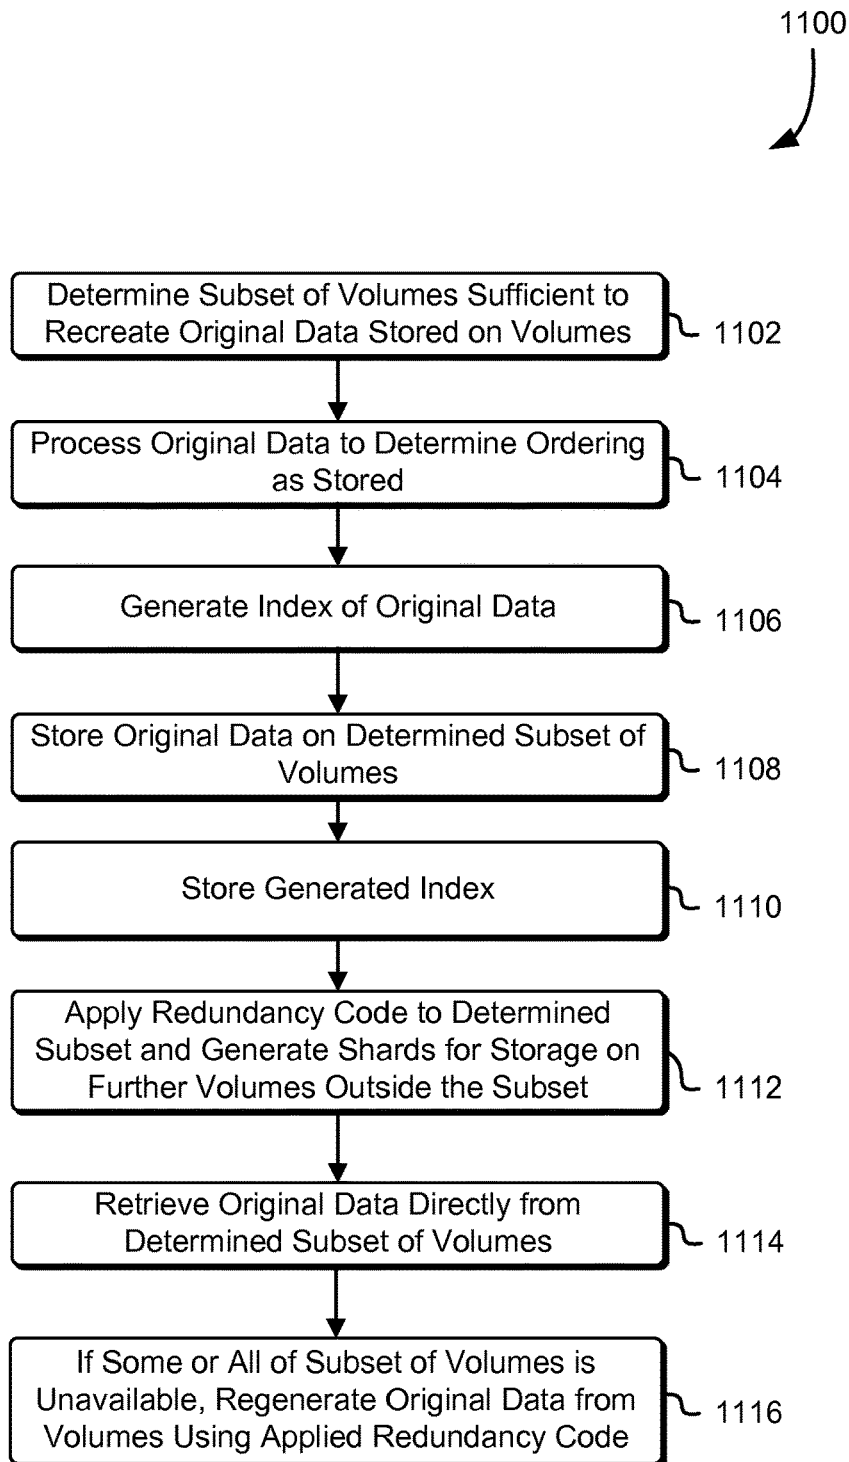 1100
Determine Subset of Volumes Sufficient to
Recreate Original Data Stored on Volumes
1102
Process Original Data to Determine Ordering
as Stored
1104
Generate Index of Original Data
1106
Store Original Data on Determined Subset of
Volumes
1108
Store Generated Index
1110
Apply Redundancy Code to Determined
Subset and Generate Shards for Storage on
Further Volumes Outside the Subset
1112
Retrieve Original Data Directly from
Determined Subset of Volumes
1114
If Some or All of Subset of Volumes is
Unavailable, Regenerate Original Data from
Volumes Using Applied Redundancy Code
1116